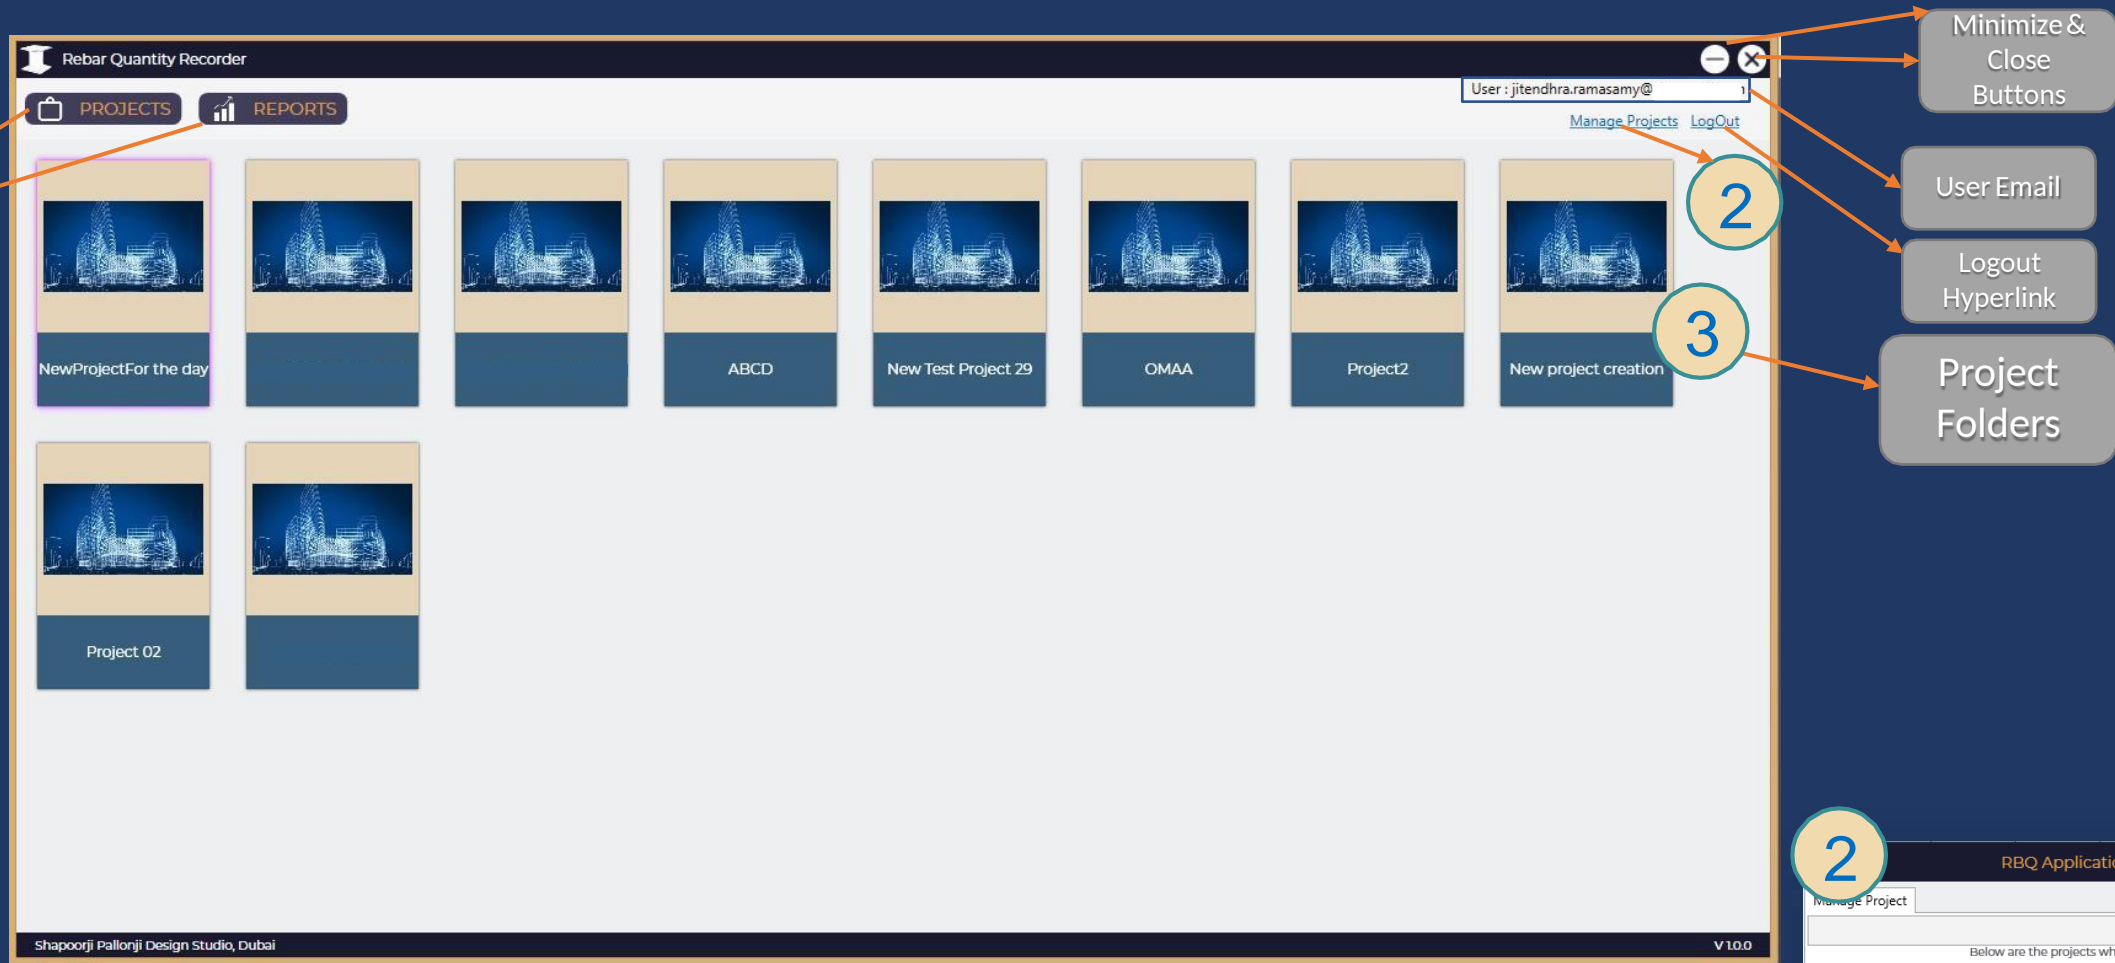 Minimize &
Close
Buttons
Rebar Quantity Recorder
PROJECTS
REPORTS
User : jitendhra.ramasamy@
Manage Projects LogOut
User Email
2
Logout
Hyperlink
3
Project
Folders
NewProjectFor the day
ABCD
New Test Project 29
OMAA
Project2
New project creation
Project 02
2
RBQ
Manage Project
Below are the projects
Shapoorji Pallonji Design Studio, Dubai
V 1.0.0